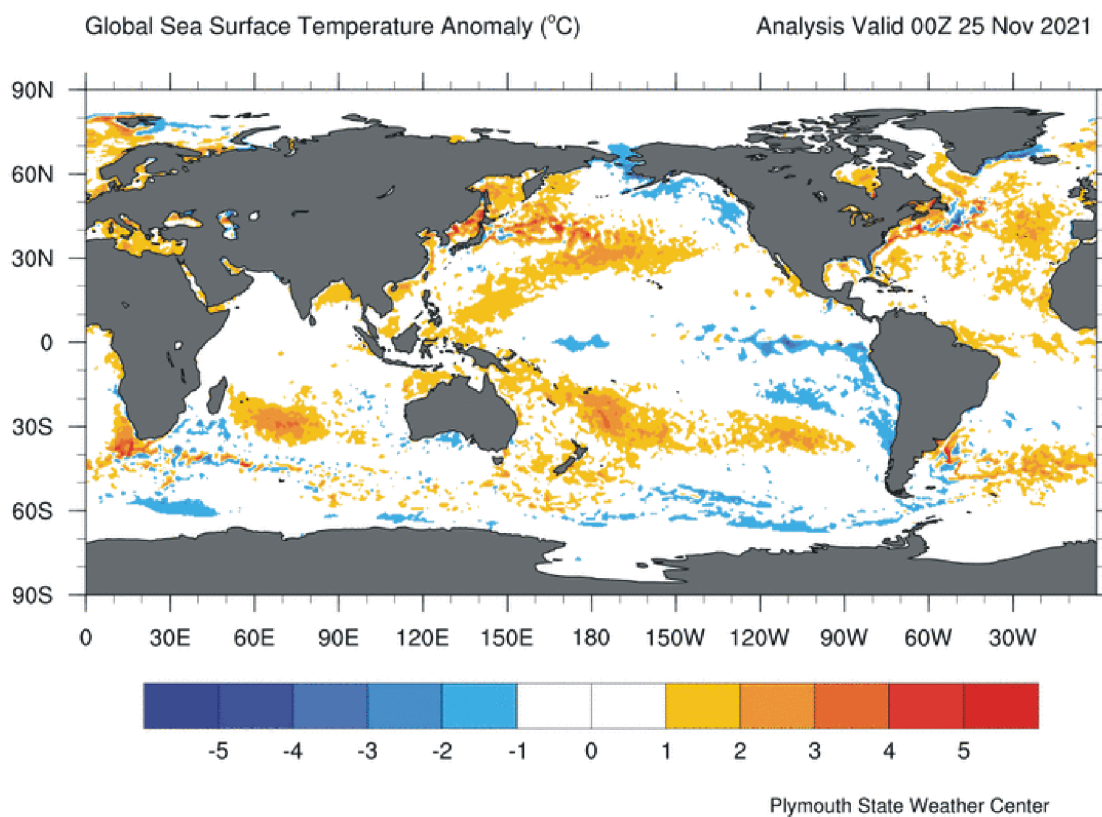 Global Sea Surface Temperature Anomaly (°C)
Analysis Valid 00Z 25 Nov 2021
90N
60N
30N
0
30S
60S
90S
0 30E 60E 90E 120E 150E 180 150W 120W 90W 60W 30W
-5 -4 -3 -2 -1 0 1 2 3 4 5
Plymouth State Weather Center